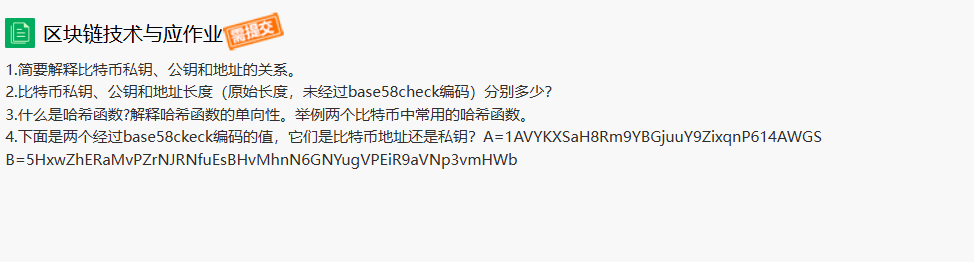 区块链技术与应作业
需提交
1.简要解释比特币私钥、公钥和地址的关系。
2.比特币私钥、公钥和地址长度（原始长度，未经过base58check编码）分别多少？
3.什么是哈希函数?解释哈希函数的单向性。举例两个比特币中常用的哈希函数。
4.下面是两个经过base58ckeck编码的值，它们是比特币地址还是私钥？A=1AVYKXSaH8Rm9YBGjuuY9ZixqnP614AWGS
B=5HxwZhERaMvPZrNJRNfuEsBHvMhnN6GNYugVPEiR9aVNp3vmHWb